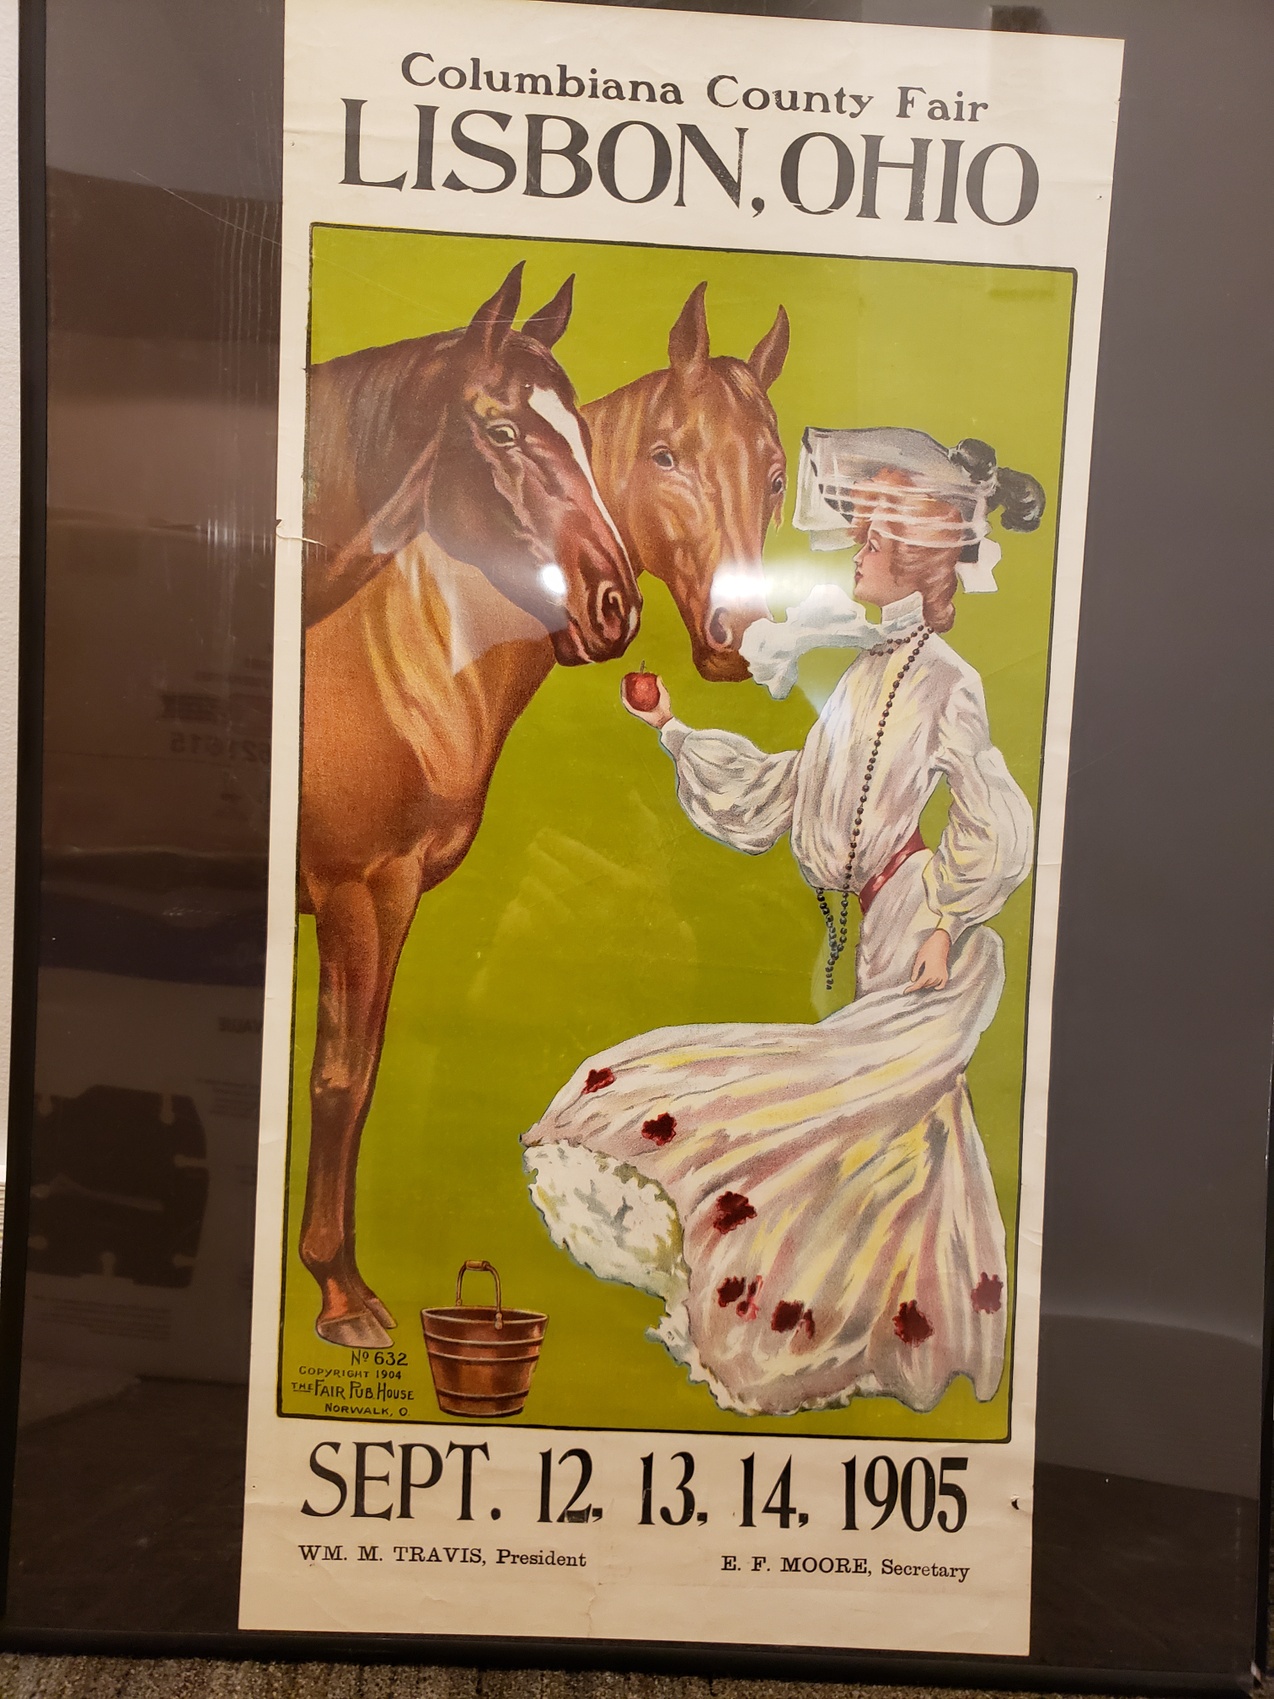 Columbiana County Fair
LISBON, OHIO
Nº 632
COPYRIGHT 1904
THE FAIR PUB. HOUSE
NORWALK, O.
SEPT. 12, 13, 14, 1905
WM. M. TRAVIS, President
E. F. MOORE, Secretary